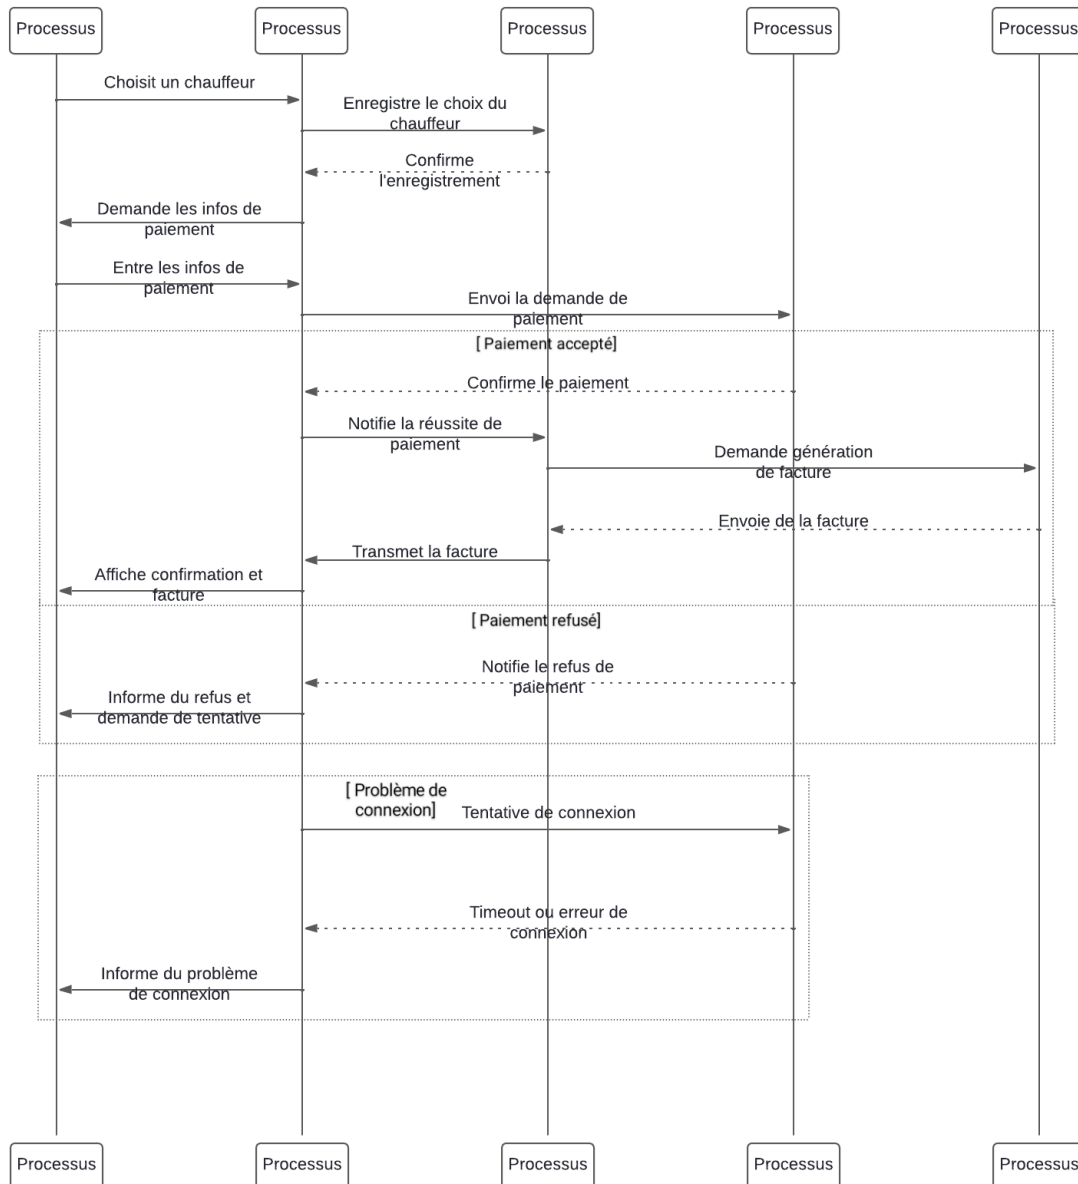 Processus
Processus
Processus
Processus
Processus
Choisit un chauffeur
Enregistre le choix du
chauffeur
Confirme
l'enregistrement
Demande les infos de
paiement
Entre les infos de
paiement
Envoi la demande de
paiement
[ Paiement accepté]
Confirme le paiement
Notifie la réussite de
paiement
Demande génération
de facture
Envoie de la facture
Transmet la facture
Affiche confirmation et
facture
[ Paiement refusé]
Notifie le refus de
paiement
Informe du refus et
demande de tentative
[ Problème de
connexion]
Tentative de connexion
Timeout ou erreur de
connexion
Informe du problème
de connexion
Processus
Processus
Processus
Processus
Processus